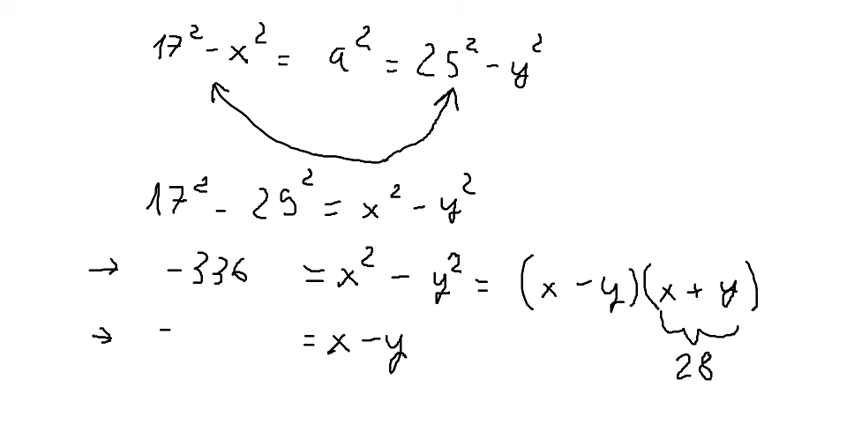 17² - x² = a² = 25² - y²
17² - 25² = x² - y²
→ -336 = x² - y² = (x - y)(x + y)
28
→ - = x - y